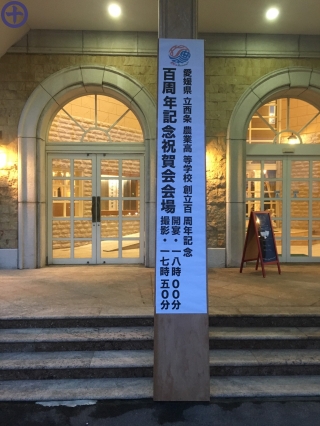 愛媛県立西条農業高等学校創立百周年記念
百周年記念祝賀会会場
開宴・一八時〇〇分
撮影・一七時五〇分